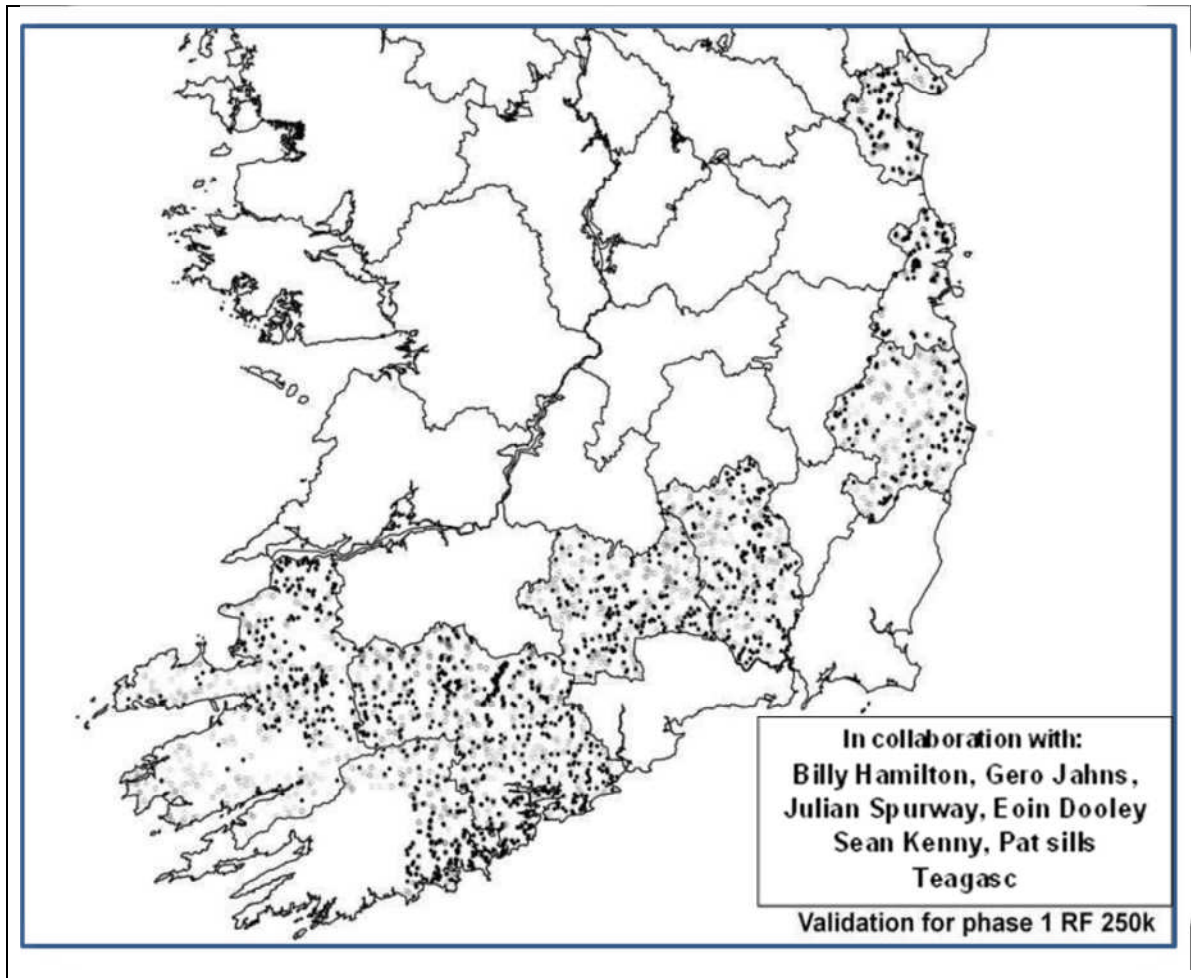 In collaboration with:
Billy Hamilton, Gero Jahns,
Julian Spurway, Eoin Dooley
Sean Kenny, Pat sills
Teagasc
Validation for phase 1 RF 250k